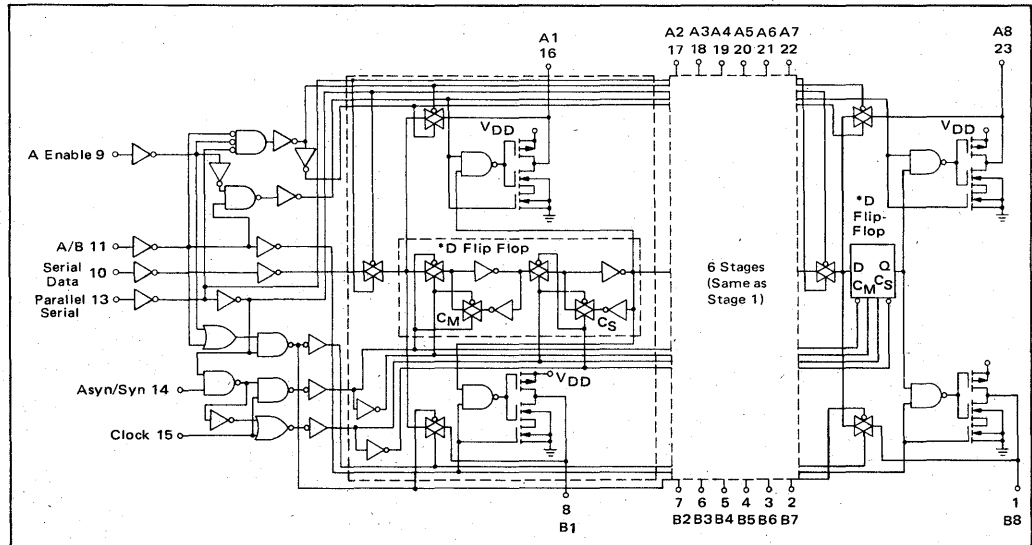 A1
16
A2 A3 A4 A5 A6 A7
17 18 19 20 21 22
A8
23
VDD
VDD
A Enable 9
*D
Flip-
Flop
A/B 11
*D Flip Flop
Serial 10
Data
6 Stages
(Same as
Stage 1)
D Q
CM CS
Parallel 13
Serial
CM
CS
VDD
Asyn/Syn 14
Clock 15
8
B1
7 6 5 4 3 2
B2 B3 B4 B5 B6 B7
1
B8